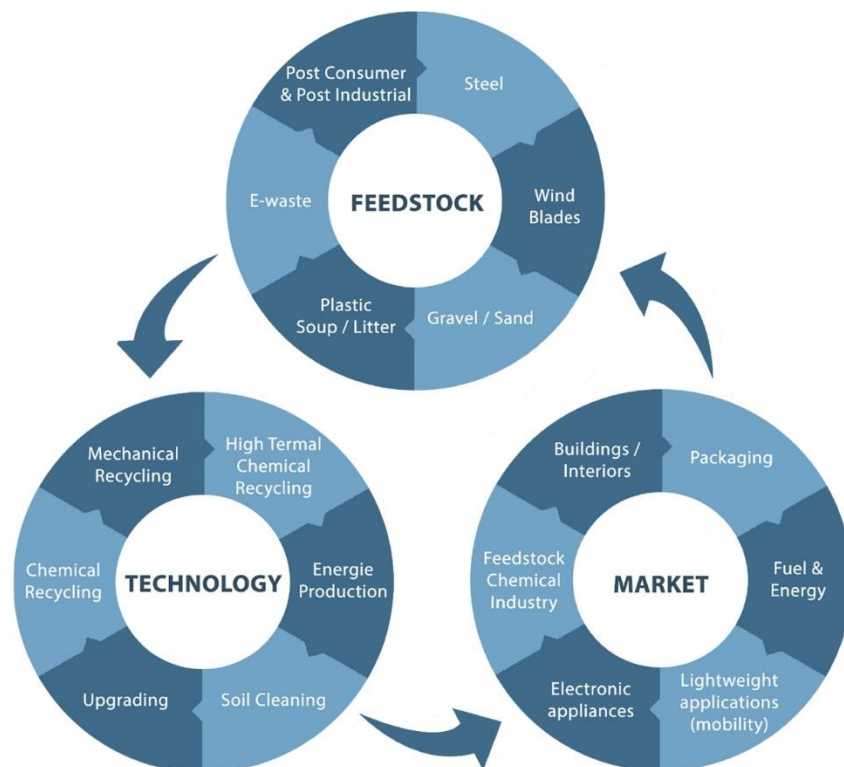 Post Consumer
& Post Industrial
Steel
Wind
Blades
Gravel / Sand
Plastic
Soup / Litter
E-waste
FEEDSTOCK
Mechanical
Recycling
High Termal
Chemical
Recycling
Energie
Production
Soil Cleaning
Upgrading
Chemical
Recycling
TECHNOLOGY
Buildings /
Interiors
Packaging
Fuel &
Energy
Lightweight
applications
(mobility)
Electronic
appliances
Feedstock
Chemical
Industry
MARKET